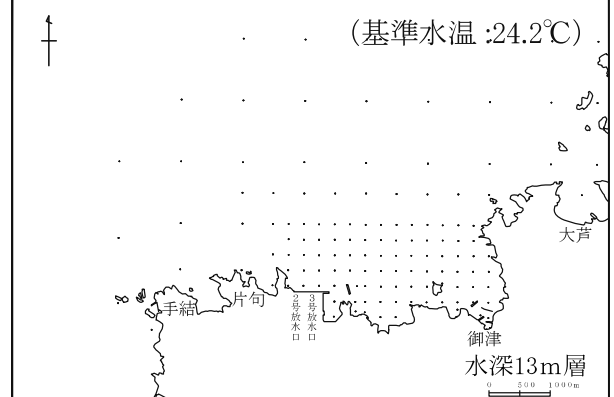 (基準水温 :24.2℃)
大芦
手結
片句
2号放水口
3号放水口
御津
水深13m層
0 500 1000m